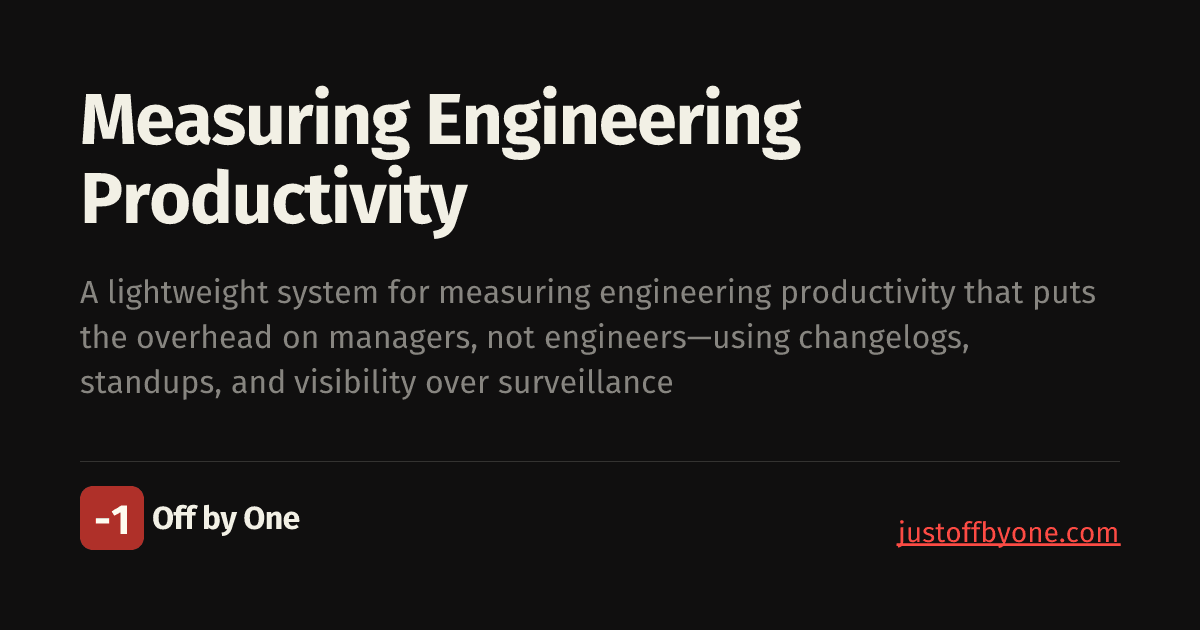 Measuring Engineering
Productivity
A lightweight system for measuring engineering productivity that puts
the overhead on managers, not engineers—using changelogs,
standups, and visibility over surveillance
-1 Off by One
justoffbyone.com